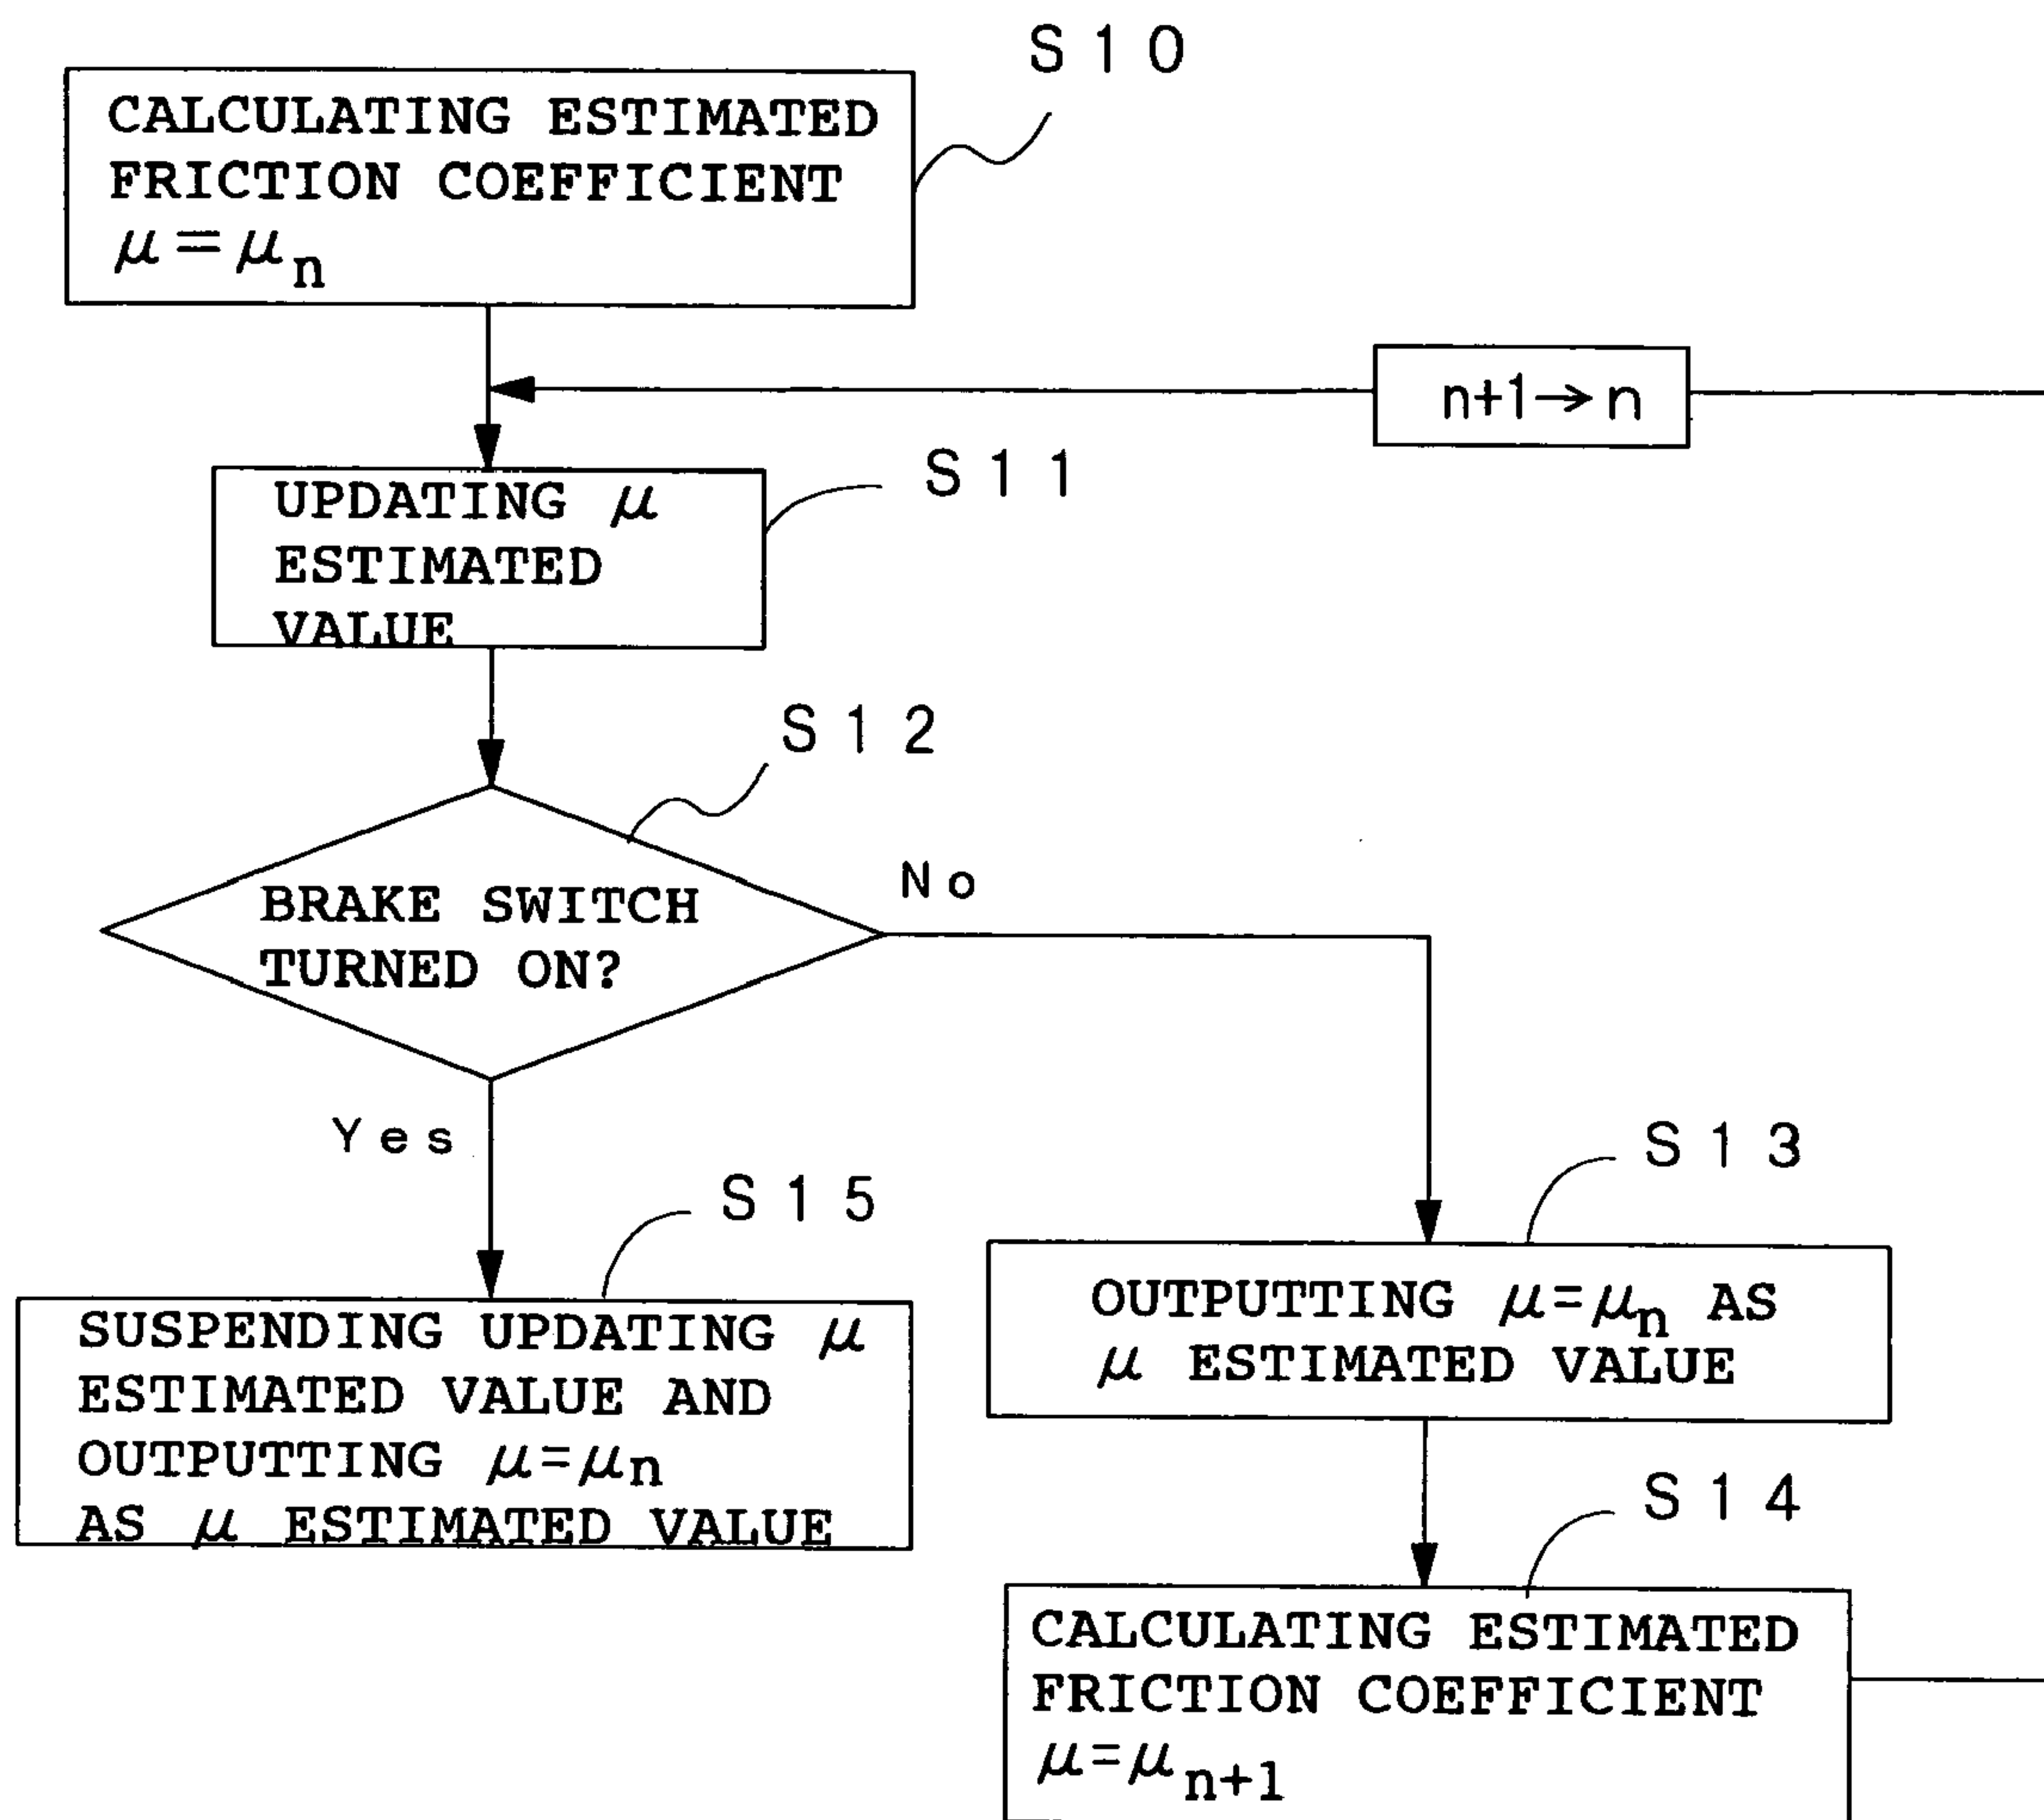 S10
CALCULATING ESTIMATED
FRICTION COEFFICIENT
μ=μn
n+1→n
S11
UPDATING μ
ESTIMATED
VALUE
S12
BRAKE SWITCH
TURNED ON?
No
Yes
S13
OUTPUTTING μ=μn AS
μ ESTIMATED VALUE
S15
SUSPENDING UPDATING μ
ESTIMATED VALUE AND
OUTPUTTING μ=μn
AS μ ESTIMATED VALUE
S14
CALCULATING ESTIMATED
FRICTION COEFFICIENT
μ=μn+1